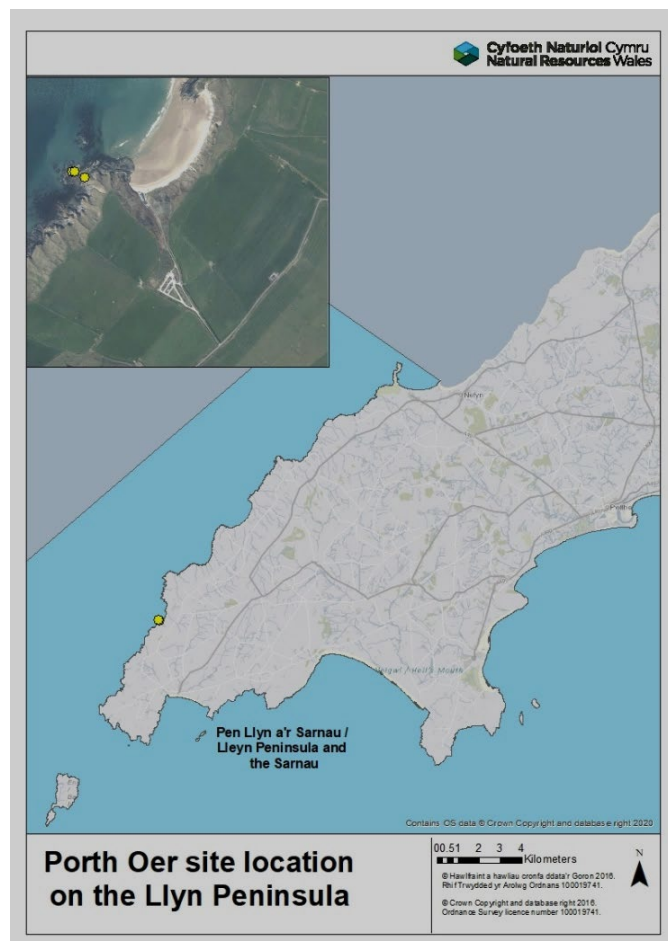 Cyfoeth Naturiol Cymru
Natural Resources Wales
Nefyn
Pen Llyn a'r Sarnau /
Lleyn Peninsula and
the Sarnau
Contains OS data © Crown Copyright and database right 2020
Porth Oer site location
on the Llyn Peninsula
0 0.5 1 2 3 4
Kilometers
N
© Hawlfraint a hawliau cronfa ddata'r Goron 2016.
Rhif Trwydded yr Arolwg Ordnans 100019741.
© Crown Copyright and database right 2016.
Ordnance Survey licence number 100019741.